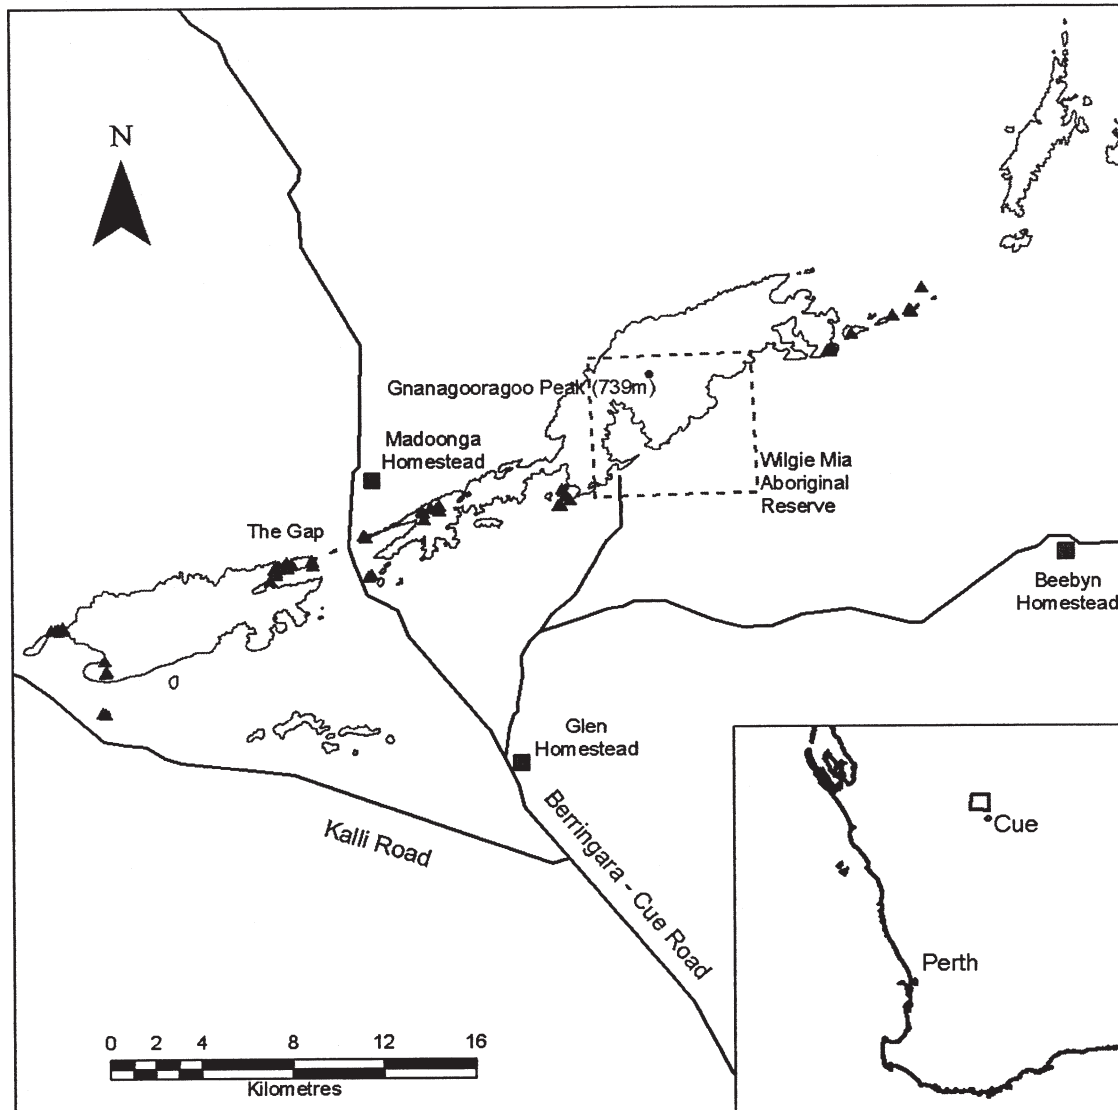 N
Gnanagooragoo Peak (739m)
Madoonga
Homestead
Wilgie Mia
Aboriginal
Reserve
The Gap
Beebyn
Homestead
Glen
Homestead
Kalli Road
Berringara - Cue Road
Cue
Perth
0 2 4 8 12 16
Kilometres